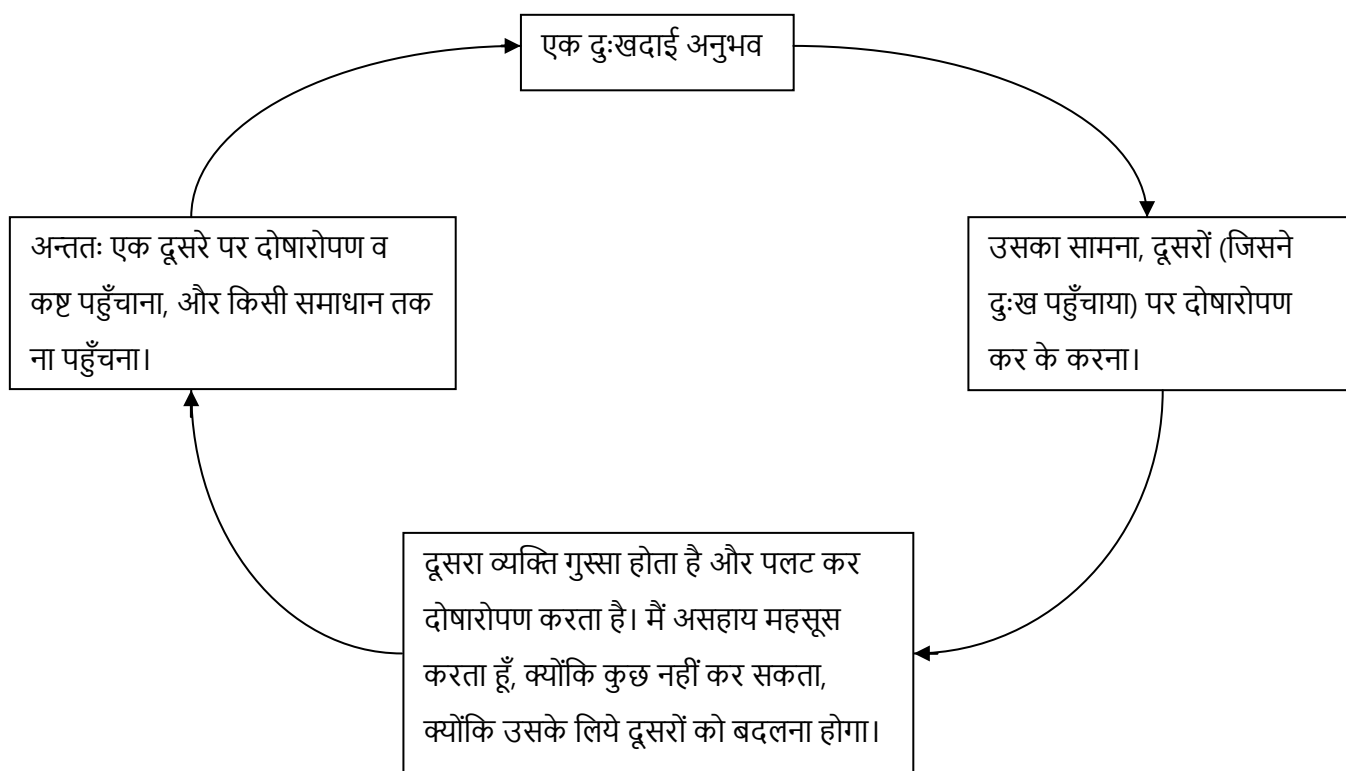 एक दुःखदाई अनुभव
उसका सामना, दूसरों (जिसने
दुःख पहुँचाया) पर दोषारोपण
कर के करना।
दूसरा व्यक्ति गुस्सा होता है और पलट कर
दोषारोपण करता है। मैं असहाय महसूस
करता हूँ, क्योंकि कुछ नहीं कर सकता,
क्योंकि उसके लिये दूसरों को बदलना होगा।
अन्ततः एक दूसरे पर दोषारोपण व
कष्ट पहुँचाना, और किसी समाधान तक
ना पहुँचना।